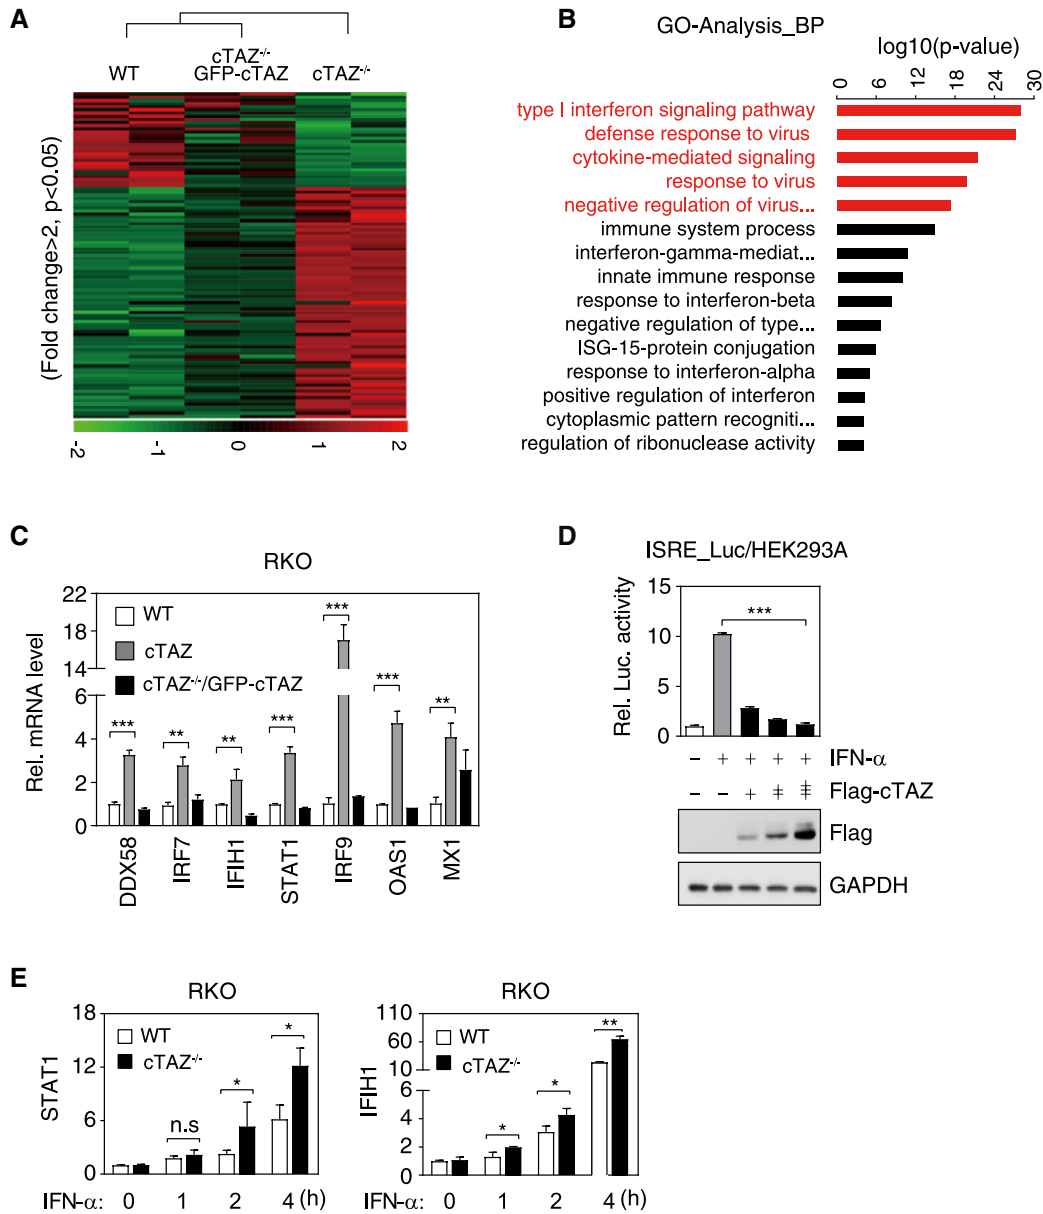 A
WT
cTAZ-/-
GFP-cTAZ
cTAZ-/-
(Fold change>2, p<0.05)
-2
-1
0
1
2
B
GO-Analysis_BP
log10(p-value)
0
6
12
18
24
30
type I interferon signaling pathway
defense response to virus
cytokine-mediated signaling
response to virus
negative regulation of virus...
immune system process
interferon-gamma-mediat...
innate immune response
response to interferon-beta
negative regulation of type...
ISG-15-protein conjugation
response to interferon-alpha
positive regulation of interferon
cytoplasmic pattern recogniti...
regulation of ribonuclease activity
C
RKO
Rel. mRNA level
22
18
14
6
4
2
0
WT
cTAZ
cTAZ-/-/GFP-cTAZ
***
**
**
***
***
***
**
DDX58
IRF7
IFIH1
STAT1
IRF9
OAS1
MX1
D
ISRE_Luc/HEK293A
Rel. Luc. activity
15
10
5
0
***
– + + + + IFN-α
– – + ‡ ‡ Flag-cTAZ
Flag
GAPDH
E
RKO
STAT1
18
12
6
0
WT
cTAZ-/-
n.s
*
*
IFN-α: 0 1 2 4 (h)
RKO
IFIH1
110
60
10
6
4
2
0
WT
cTAZ-/-
*
*
**
IFN-α: 0 1 2 4 (h)